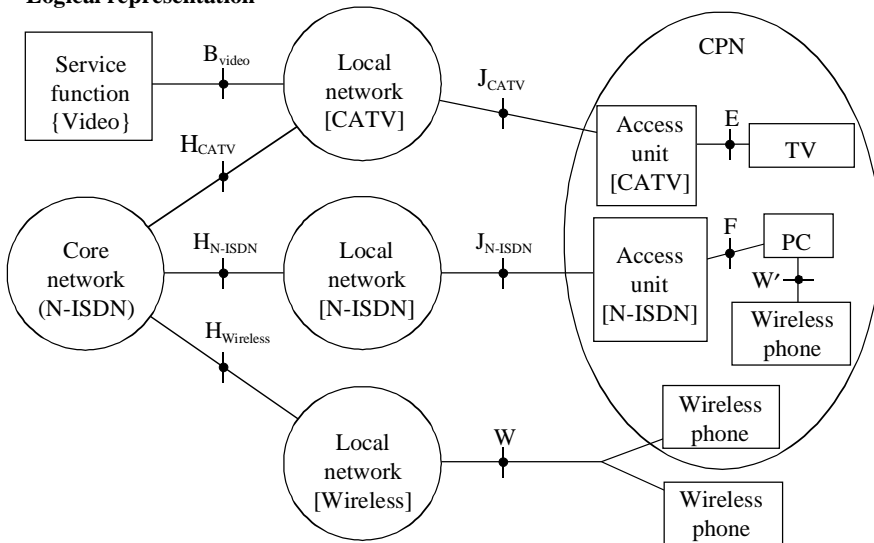 Logical representation
CPN
Service
function
{Video}
B_video
Local
network
[CATV]
J_CATV
Access
unit
[CATV]
E
TV
H_CATV
Core
network
(N-ISDN)
H_N-ISDN
Local
network
[N-ISDN]
J_N-ISDN
Access
unit
[N-ISDN]
F
PC
W′
Wireless
phone
H_Wireless
Local
network
[Wireless]
W
Wireless
phone
Wireless
phone